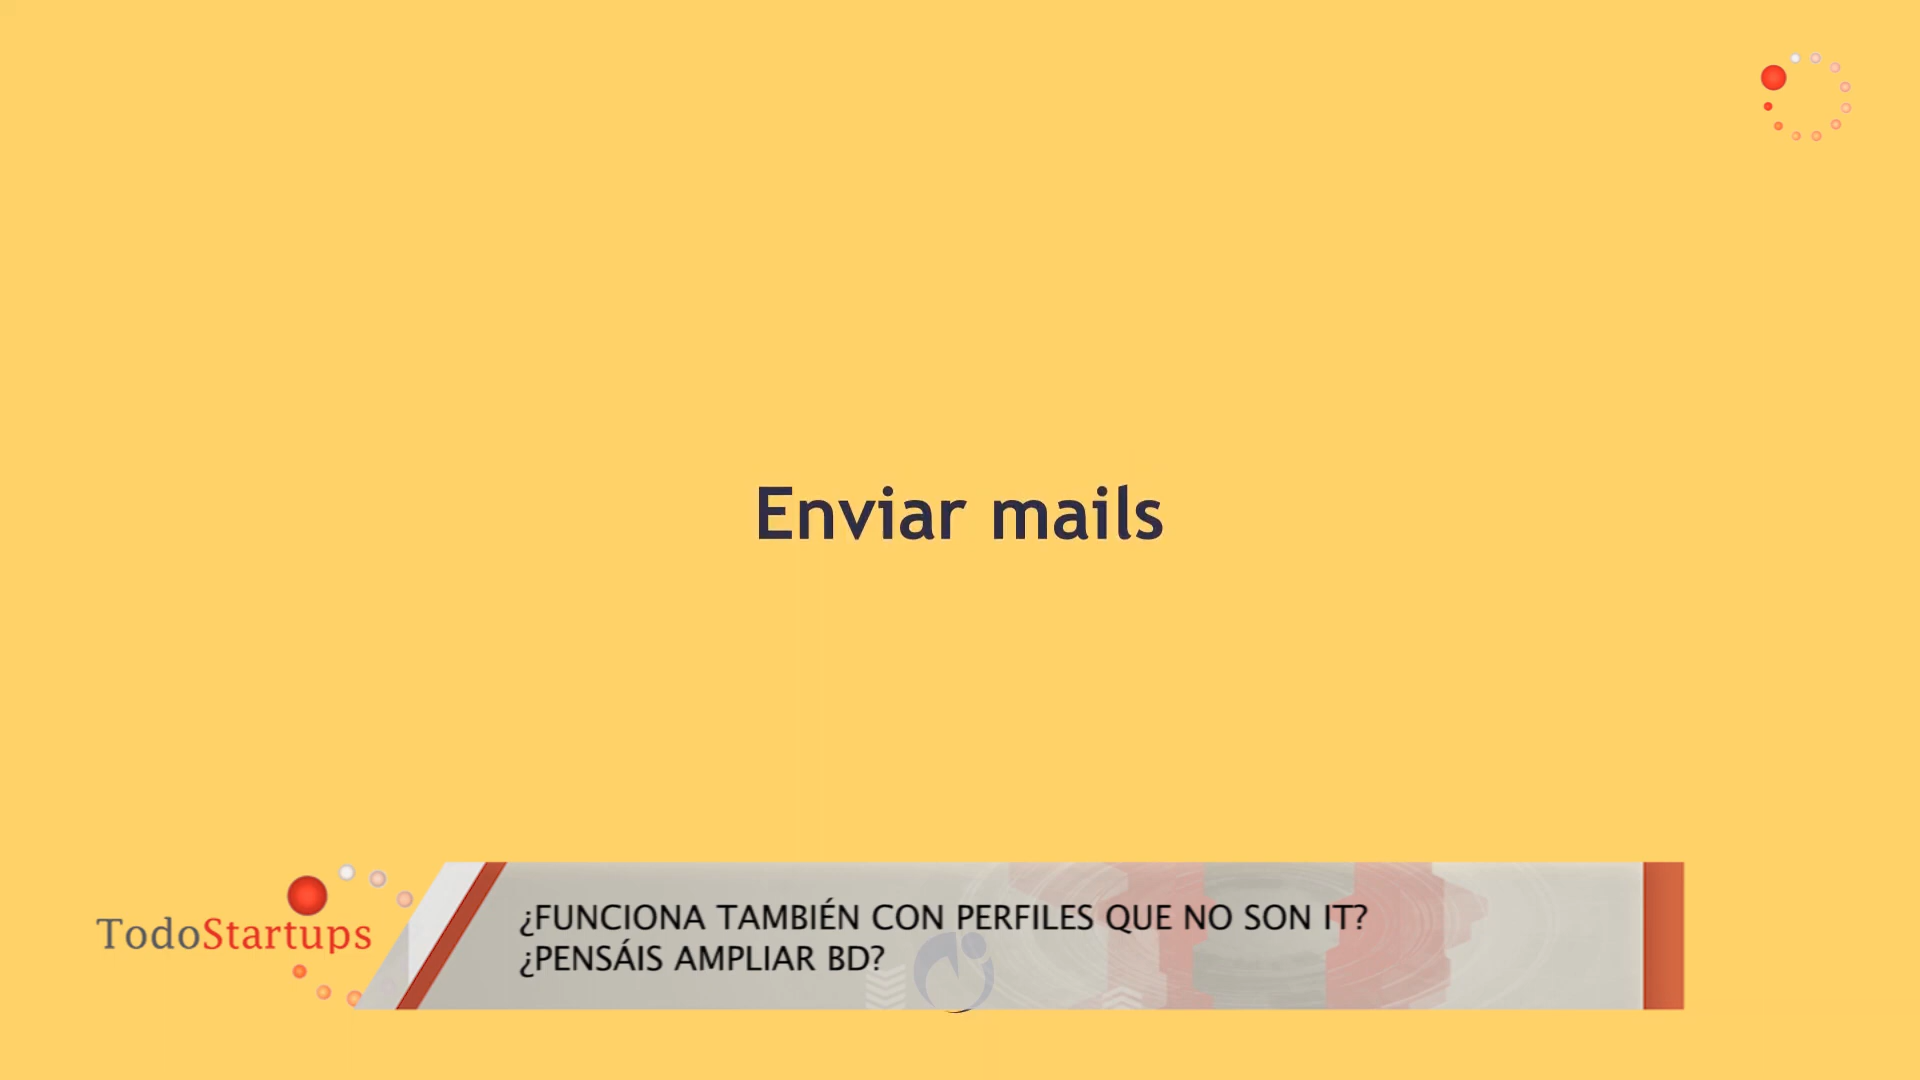 Enviar mails
TodoStartups
¿FUNCIONA TAMBIÉN CON PERFILES QUE NO SON IT?
¿PENSÁIS AMPLIAR BD?